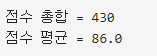 점수 총합 = 430
점수 평균 = 86.0